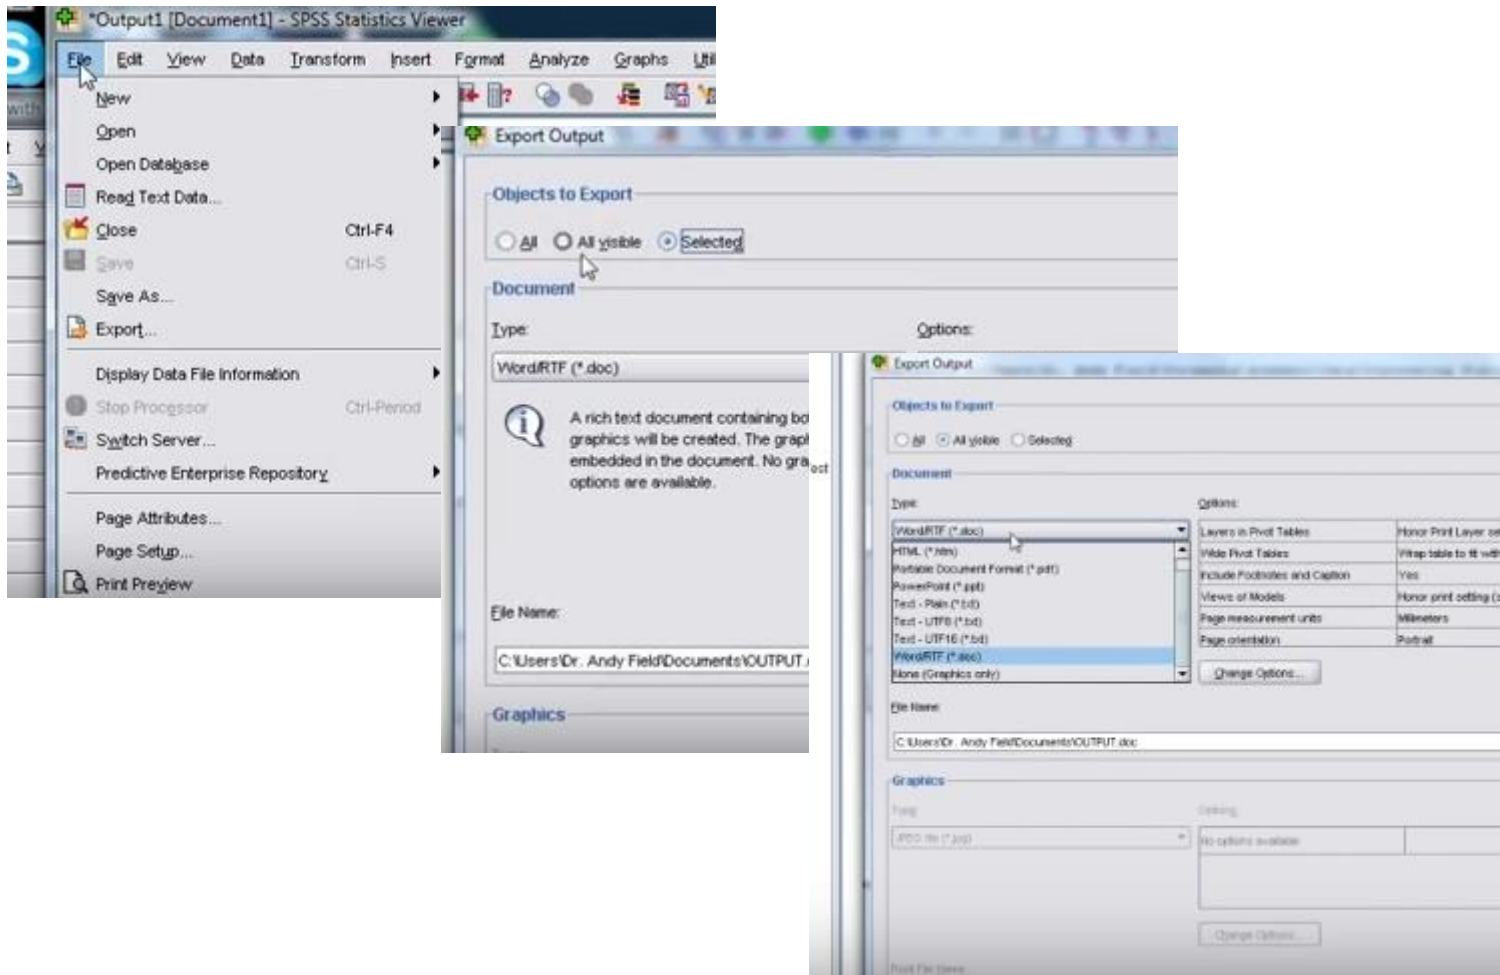 *Output1 [Document1] - SPSS Statistics Viewer
File Edit View Data Transform Insert Format Analyze Graphs Util
with
New
Open
Open Database
Read Text Data...
Close Ctrl-F4
Save Ctrl-S
Save As...
Export...
Display Data File Information
Stop Processor Ctrl-Period
Switch Server...
Predictive Enterprise Repository
Page Attributes...
Page Setup...
Print Preview
Export Output
Objects to Export
All All visible Selected
Document
Type: Options:
Word/RTF (*.doc)
A rich text document containing bo
graphics will be created. The grap
embedded in the document. No gra
options are available.
File Name:
C:\Users\Dr. Andy Field\Documents\OUTPUT.
Graphics
est
Export Output
Objects to Export
All All visible Selected
Document
Type: Options:
Word/RTF (*.doc)
HTML (*.htm)
Portable Document Format (*.pdf)
PowerPoint (*.ppt)
Text - Plain (*.txt)
Text - UTF8 (*.txt)
Text - UTF16 (*.txt)
Word/RTF (*.doc)
None (Graphics only)
Layers in Pivot Tables Honor Print Layer se
Wide Pivot Tables Wrap table to fit with
Include Footnotes and Caption Yes
Views of Models Honor print setting (s
Page measurement units Millimeters
Page orientation Portrait
Change Options...
File Name:
C:\Users\Dr. Andy Field\Documents\OUTPUT.doc
Graphics
Type: Options:
JPEG file (*.jpg) No options available
Change Options...
Root File Name: